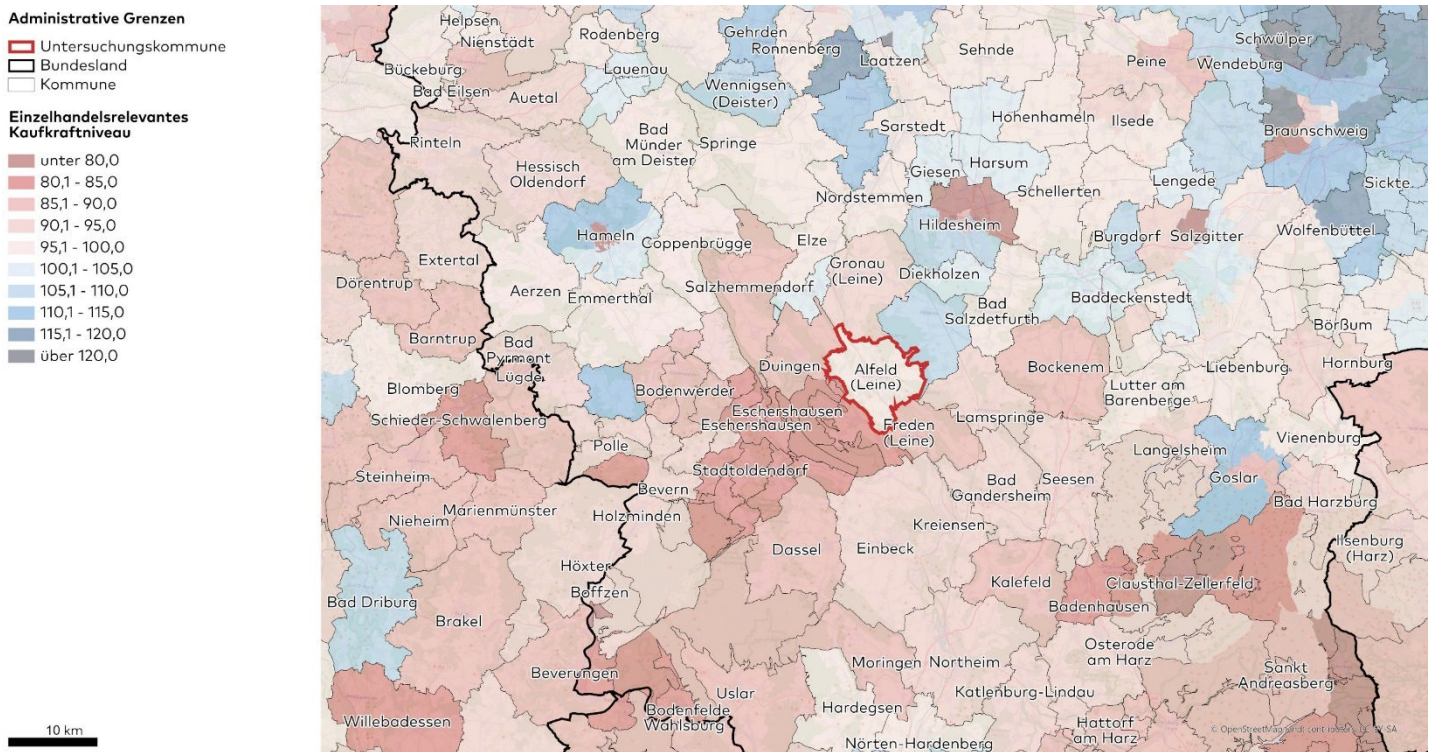 Administrative Grenzen
Untersuchungskommune
Bundesland
Kommune
Einzelhandelsrelevantes
Kaufkraftniveau
unter 80,0
80,1 - 85,0
85,1 - 90,0
90,1 - 95,0
95,1 - 100,0
100,1 - 105,0
105,1 - 110,0
110,1 - 115,0
115,1 - 120,0
über 120,0
10 km
Helpsen
Nienstädt
Rodenberg
Gehrden
Ronnenberg
Laatzen
Sehnde
Peine
Schwülper
Wendeburg
Bückeburg
Bad Eilsen
Auetal
Lauenau
Wennigsen
(Deister)
Sarstedt
Hohenhameln
Ilsede
Braunschweig
Rinteln
Bad
Münder
am Deister
Springe
Hessisch
Oldendorf
Giesen
Harsum
Nordstemmen
Schellerten
Lengede
Sickte
Hildesheim
Hameln
Coppenbrügge
Elze
Burgdorf
Salzgitter
Wolfenbüttel
Extertal
Gronau
(Leine)
Diekholzen
Dörentrup
Salzhemmendorf
Aerzen
Emmerthal
Bad
Salzdetfurth
Baddeckenstedt
Börßum
Barntrup
Bad
Pyrmont
Lügde
Duingen
Alfeld
(Leine)
Bockenem
Liebenburg
Hornburg
Blomberg
Bodenwerder
Lutter am
Barenberge
Schieder-Schwalenberg
Eschershausen
Eschershausen
Freden
(Leine)
Lamspringe
Vienenburg
Polle
Langelsheim
Steinheim
Stadtoldendorf
Bad
Gandersheim
Seesen
Goslar
Bevern
Bad Harzburg
Nieheim
Marienmünster
Holzminden
Kreiensen
Ilsenburg
(Harz)
Dassel
Einbeck
Höxter
Boffzen
Kalefeld
Clausthal-Zellerfeld
Bad Driburg
Badenhausen
Brakel
Osterode
am Harz
Beverungen
Moringen
Northeim
Sankt
Andreasberg
Uslar
Katlenburg-Lindau
Willebadessen
Bodenfelde
Wahlsburg
Hardegsen
Hattorf
am Harz
Nörten-Hardenberg